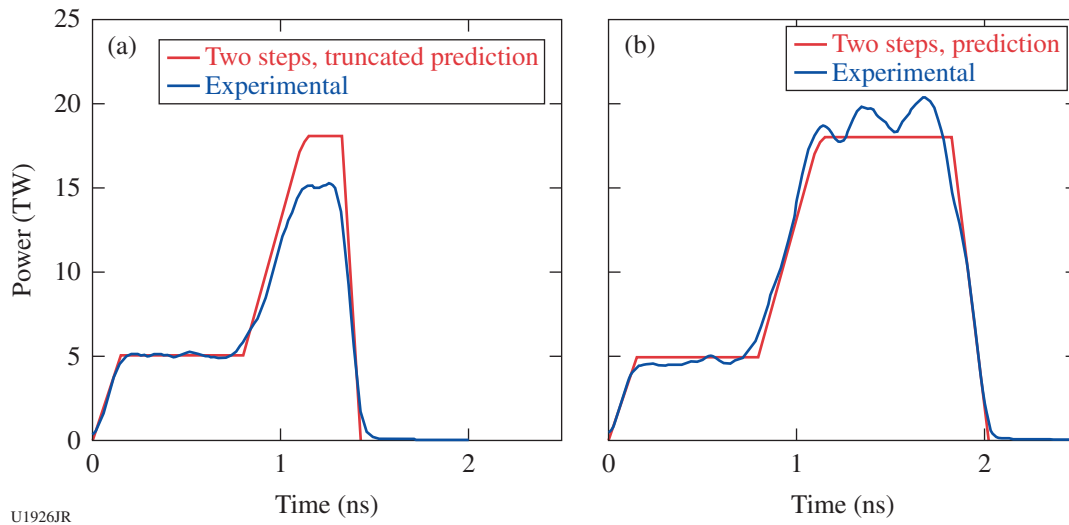 25
20
15
10
5
0
Power (TW)
(a)
Two steps, truncated prediction
Experimental
0
1
2
Time (ns)
(b)
Two steps, prediction
Experimental
0
1
2
Time (ns)
U1926JR